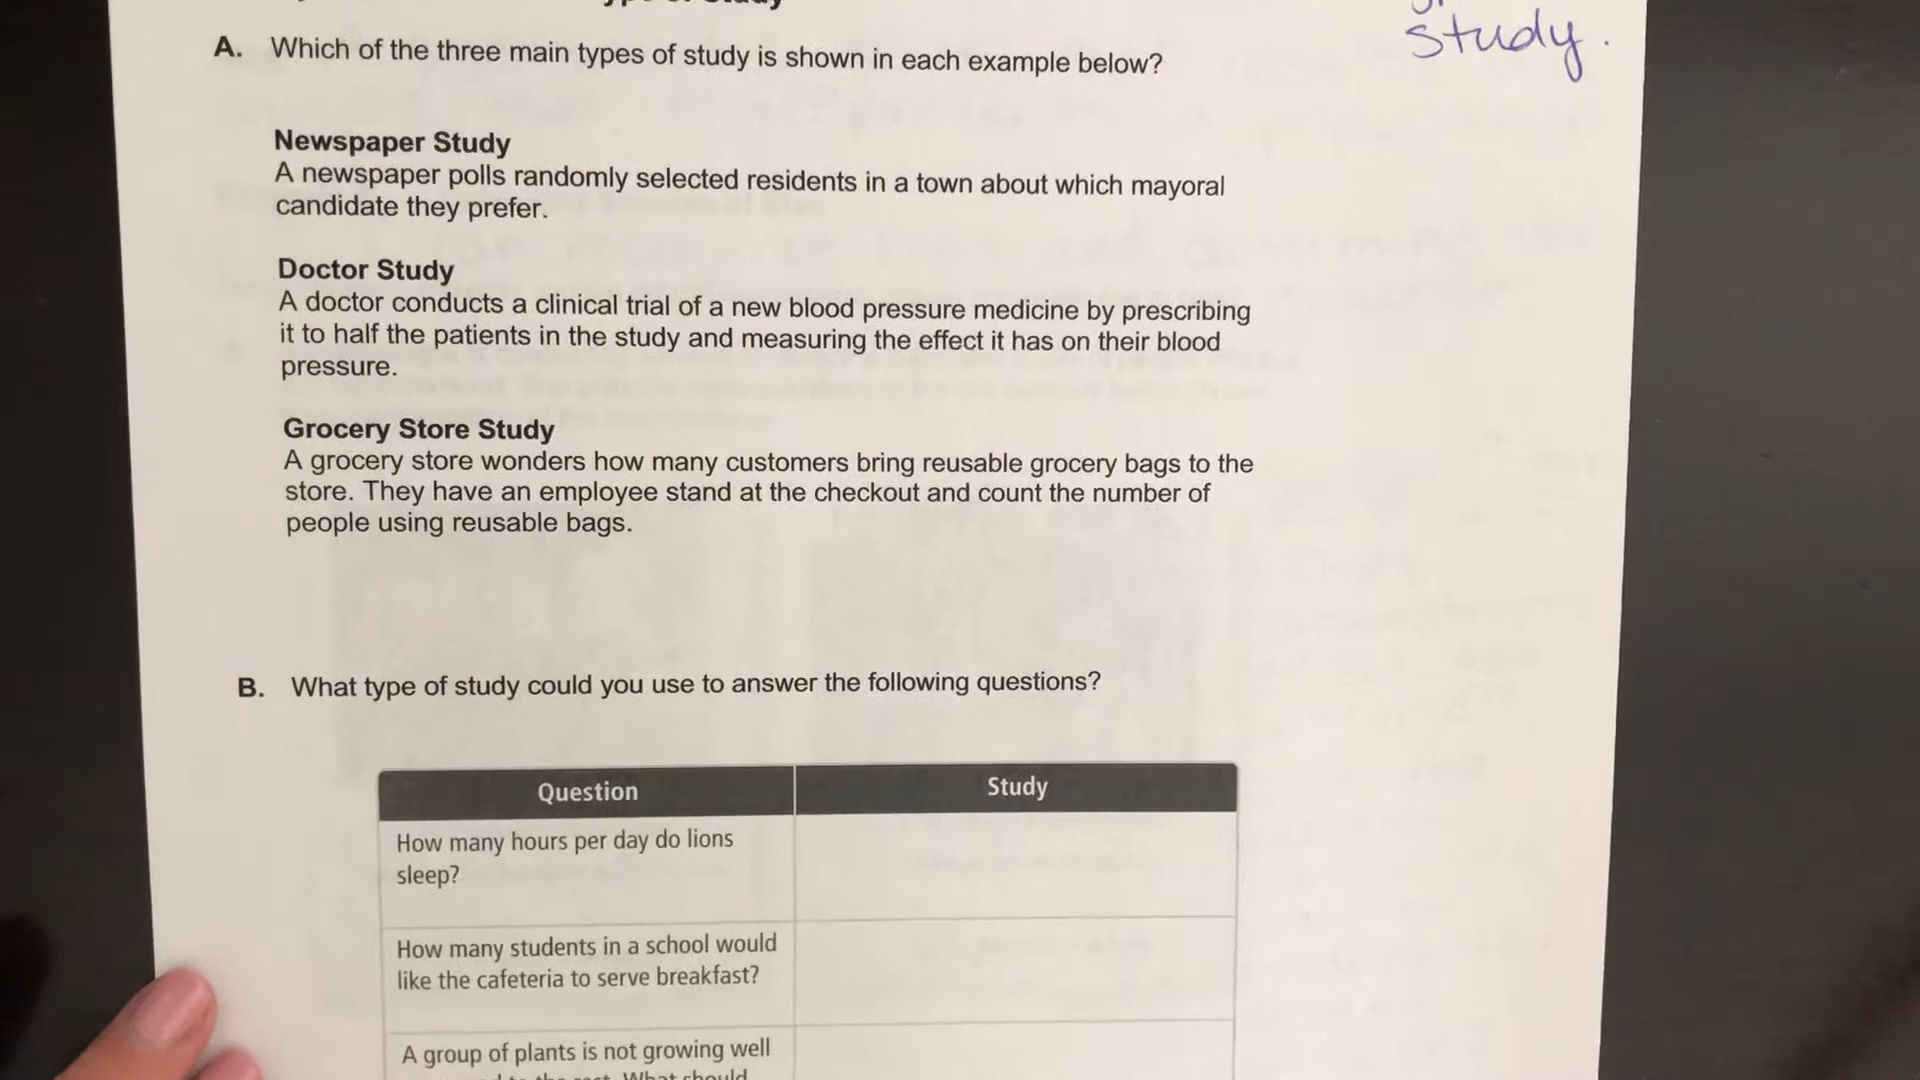 Study
study.
A. Which of the three main types of study is shown in each example below?
Newspaper Study
A newspaper polls randomly selected residents in a town about which mayoral
candidate they prefer.
Doctor Study
A doctor conducts a clinical trial of a new blood pressure medicine by prescribing
it to half the patients in the study and measuring the effect it has on their blood
pressure.
Grocery Store Study
A grocery store wonders how many customers bring reusable grocery bags to the
store. They have an employee stand at the checkout and count the number of
people using reusable bags.
B. What type of study could you use to answer the following questions?
Question
Study
How many hours per day do lions
sleep?
How many students in a school would
like the cafeteria to serve breakfast?
A group of plants is not growing well
What should